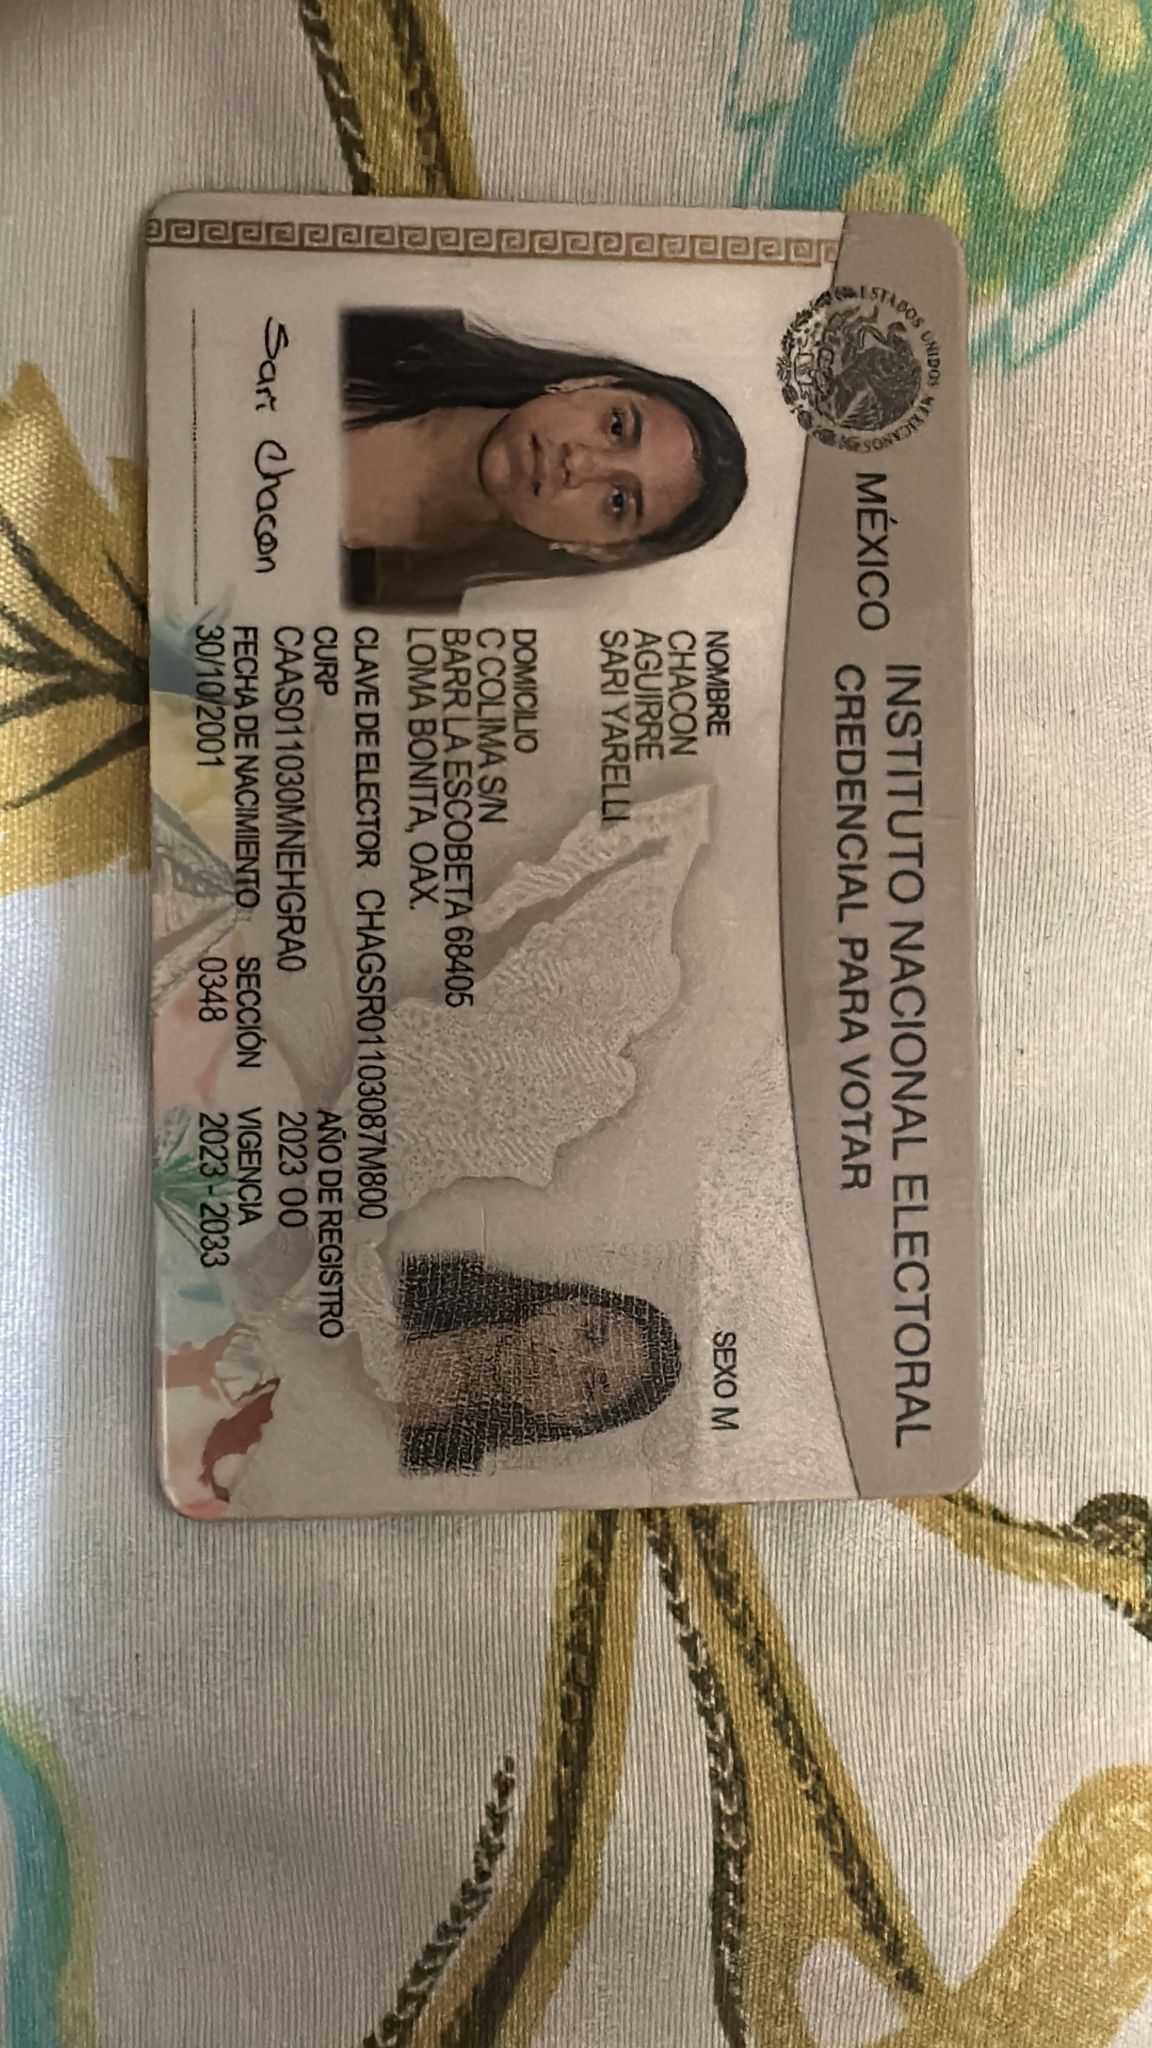 ESTADOS UNIDOS MEXICANOS
MÉXICO
INSTITUTO NACIONAL ELECTORAL
CREDENCIAL PARA VOTAR
NOMBRE
CHACON
AGUIRRE
SARI YARELLI
SEXO M
DOMICILIO
C COLIMA S/N
BARR LA ESCOBETA 68405
LOMA BONITA, OAX.
CLAVE DE ELECTOR CHAGSR01103087M800
CURP
CAAS011030MNEHGRA0
AÑO DE REGISTRO
2023 00
FECHA DE NACIMIENTO
30/10/2001
SECCIÓN
0348
VIGENCIA
2023 - 2033
Sari Chacon